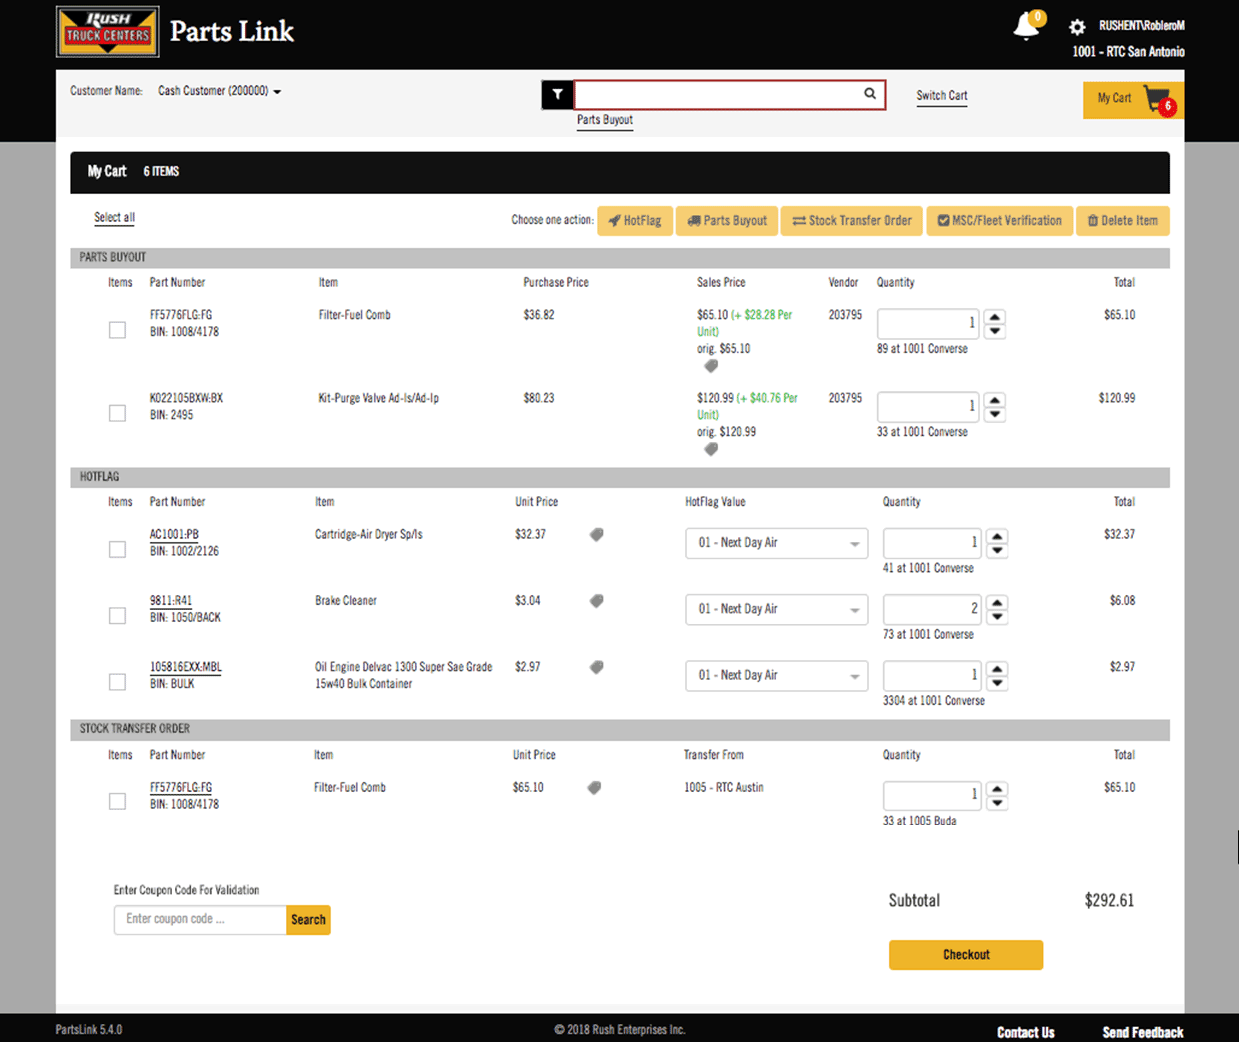 RUSH
TRUCK CENTERS
Parts Link
0
RUSHENT\RobleroM
1001 - RTC San Antonio
Customer Name: Cash Customer (200000)
Parts Buyout
Switch Cart
My Cart
6
My Cart 6 ITEMS
Select all
Choose one action: HotFlag Parts Buyout Stock Transfer Order MSC/Fleet Verification Delete Item
PARTS BUYOUT
Items Part Number Item Purchase Price Sales Price Vendor Quantity Total
FF5776FLG:FG Filter-Fuel Comb $36.82 $65.10 (+ $28.28 Per 203795 1 $65.10
BIN: 1008/4178 Unit)
orig. $65.10 89 at 1001 Converse
K022105BXW:BX Kit-Purge Valve Ad-Is/Ad-Ip $80.23 $120.99 (+ $40.76 Per 203795 1 $120.99
BIN: 2495 Unit)
orig. $120.99 33 at 1001 Converse
HOTFLAG
Items Part Number Item Unit Price HotFlag Value Quantity Total
AC1001:PB Cartridge-Air Dryer Sp/Is $32.37 01 - Next Day Air 1 $32.37
BIN: 1002/2126
41 at 1001 Converse
9811:R41 Brake Cleaner $3.04 01 - Next Day Air 2 $6.08
BIN: 1050/BACK
73 at 1001 Converse
105816EXX:MBL Oil Engine Delvac 1300 Super Sae Grade $2.97 01 - Next Day Air 1 $2.97
BIN: BULK 15w40 Bulk Container
3304 at 1001 Converse
STOCK TRANSFER ORDER
Items Part Number Item Unit Price Transfer From Quantity Total
FF5776FLG:FG Filter-Fuel Comb $65.10 1005 - RTC Austin 1 $65.10
BIN: 1008/4178
33 at 1005 Buda
Enter Coupon Code For Validation
Enter coupon code ... Search
Subtotal $292.61
Checkout
PartsLink 5.4.0 © 2018 Rush Enterprises Inc. Contact Us Send Feedback